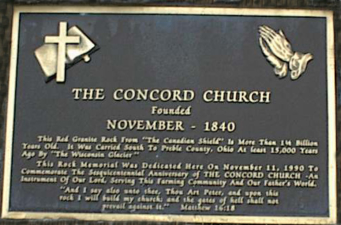 THE CONCORD CHURCH
Founded
NOVEMBER - 1840
This Red Granite Rock From "The Canadian Shield" Is More Than 1¼ Billion
Years Old. It Was Carried South To Preble County, Ohio At Least 15,000 Years
Ago By "The Wisconsin Glacier"
This Rock Memorial Was Dedicated Here On November 11, 1990 To
Commemorate The Sesquicentennial Anniversary of THE CONCORD CHURCH -An
Instrument Of Our Lord, Serving This Farming Community And Our Father's World.
"And I say also unto thee, Thou Art Peter, and upon this
rock I will build my church; and the gates of hell shall not
prevail against it." Matthew 16:18